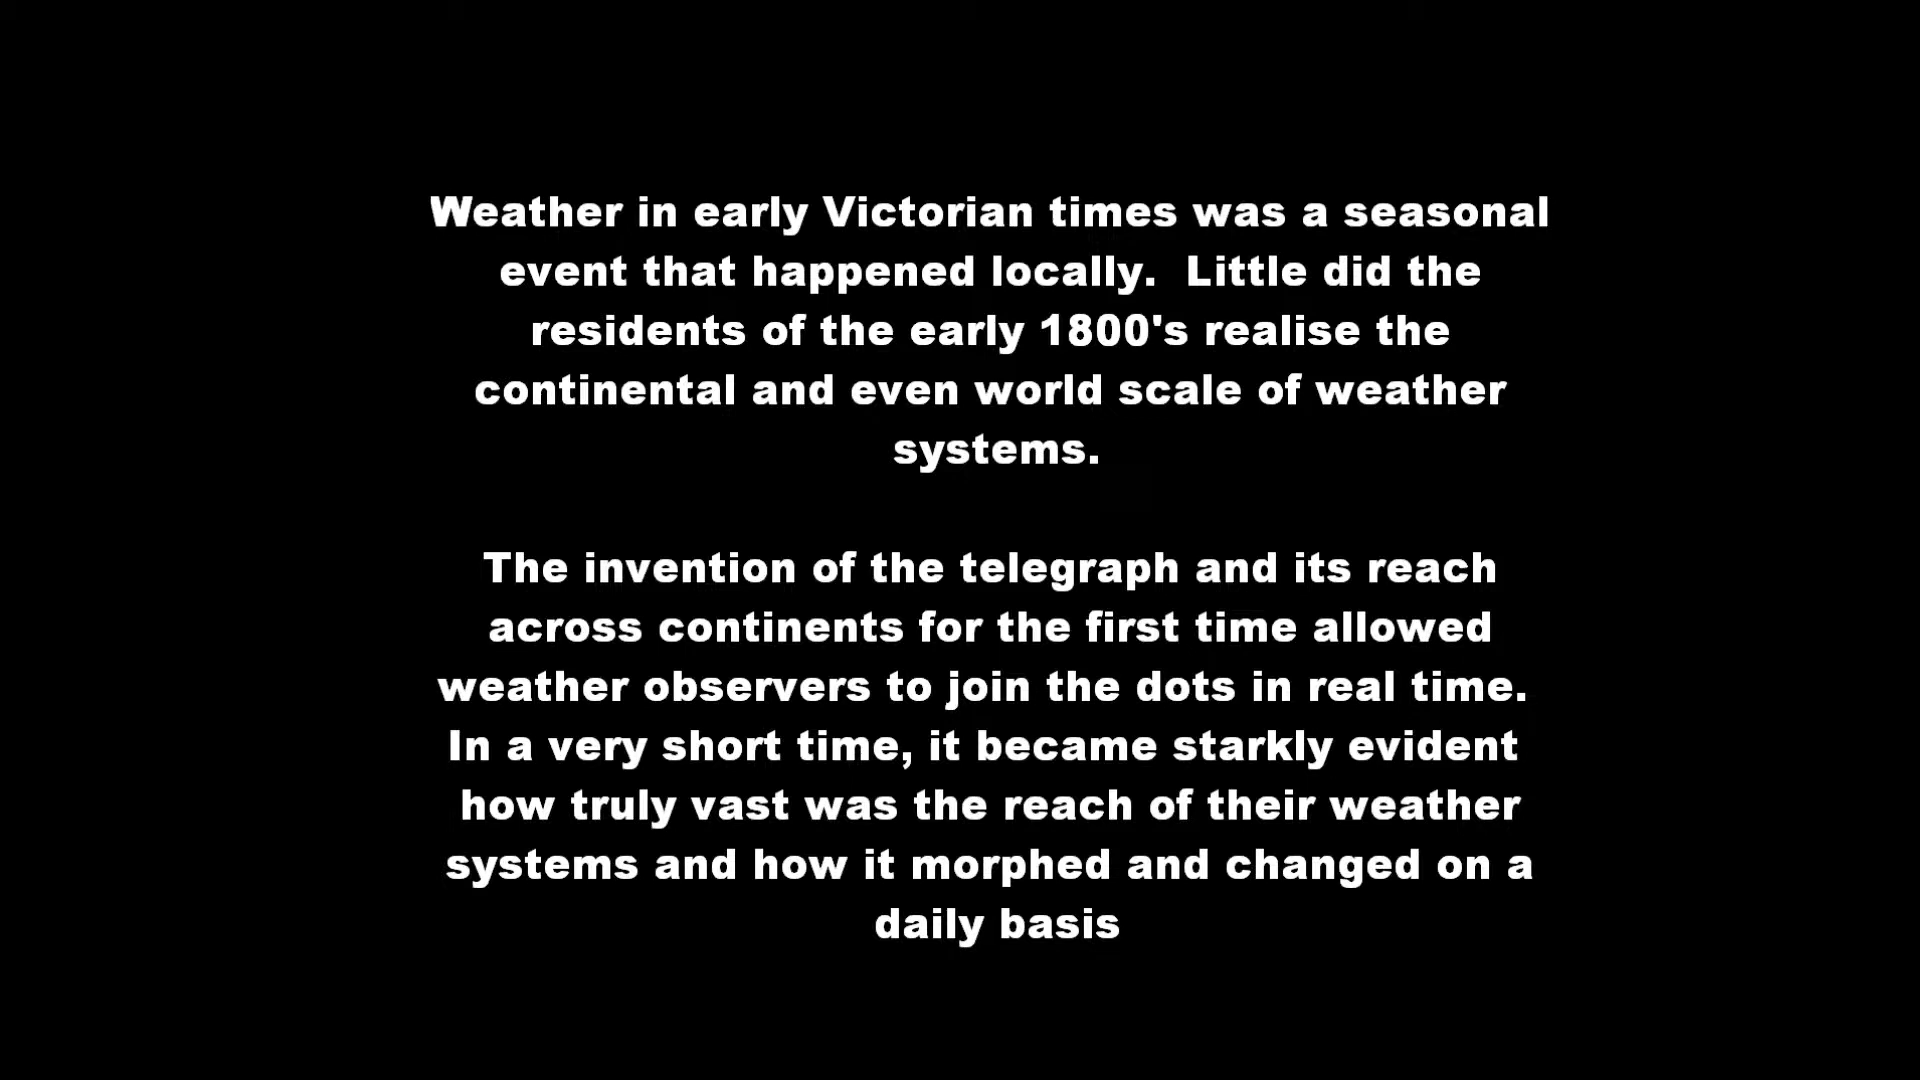 Weather in early Victorian times was a seasonal
event that happened locally.  Little did the
residents of the early 1800's realise the
continental and even world scale of weather
systems.
The invention of the telegraph and its reach
across continents for the first time allowed
weather observers to join the dots in real time.
In a very short time, it became starkly evident
how truly vast was the reach of their weather
systems and how it morphed and changed on a
daily basis